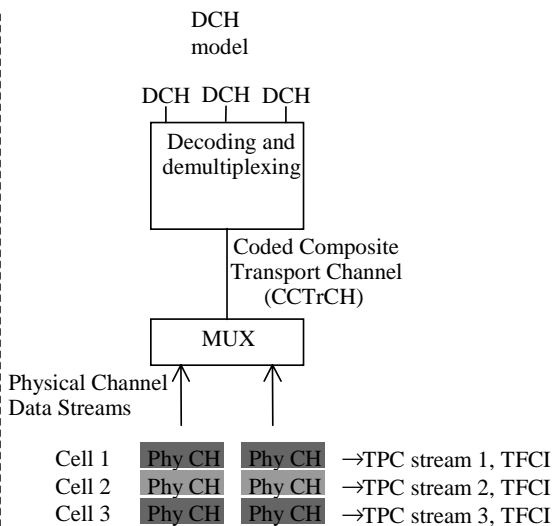 DCH
model
DCH DCH DCH
Decoding and
demultiplexing
Coded Composite
Transport Channel
(CCTrCH)
MUX
Physical Channel
Data Streams
Cell 1 Phy CH Phy CH →TPC stream 1, TFCI
Cell 2 Phy CH Phy CH →TPC stream 2, TFCI
Cell 3 Phy CH Phy CH →TPC stream 3, TFCI